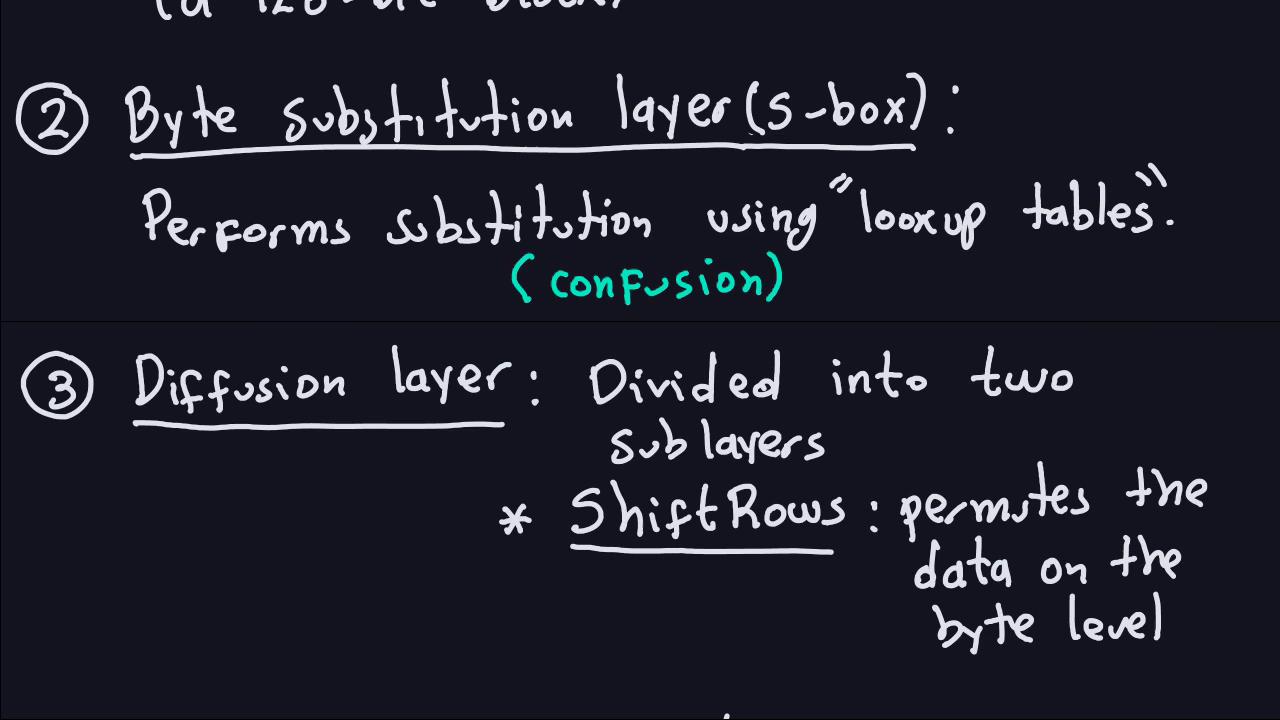 ② Byte substitution layer (S-box):
Performs substitution using "lookup tables".
(confusion)
③ Diffusion layer: Divided into two
sublayers
* ShiftRows: permutes the
data on the
byte level